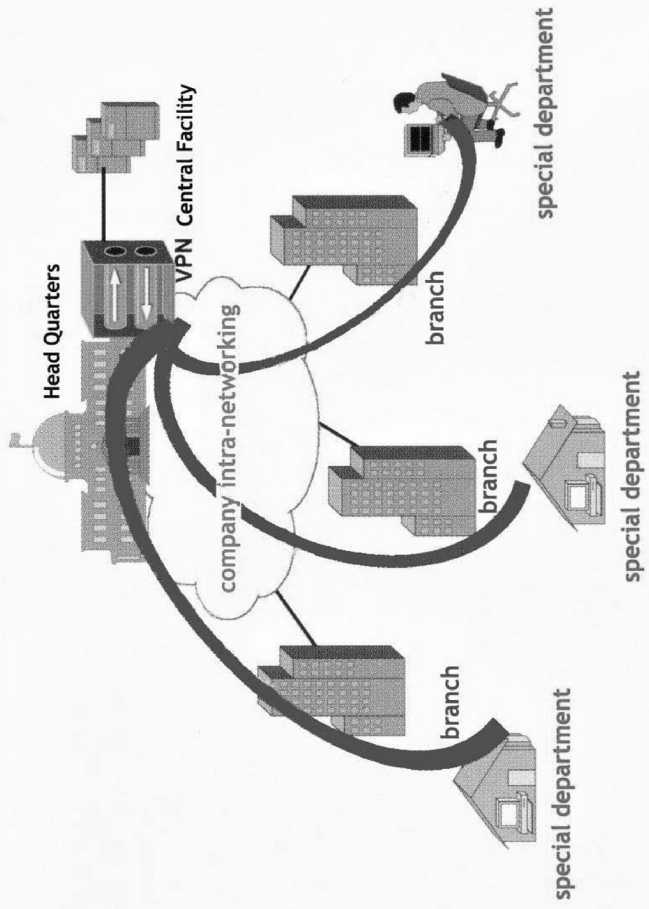 Head Quarters
VPN Central Facility
company intra-networking
branch
branch
branch
special department
special department
special department